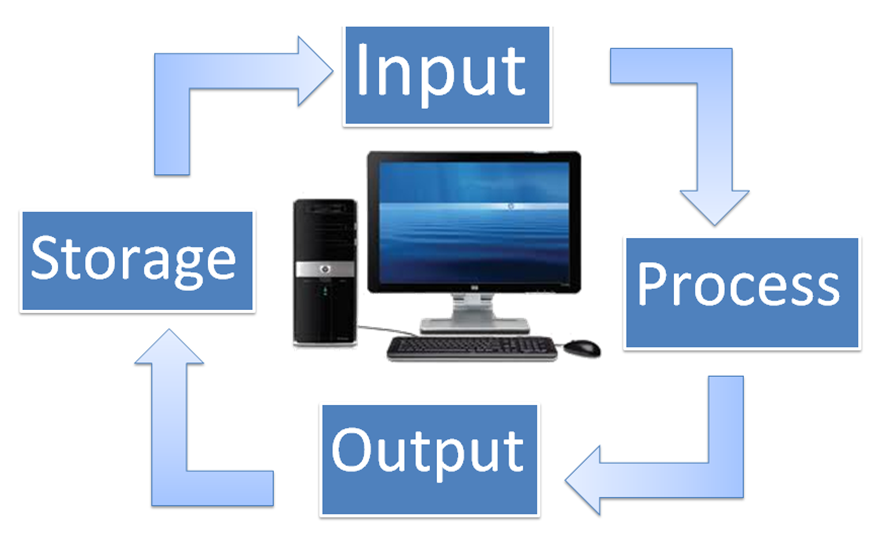 Input
Process
Output
Storage